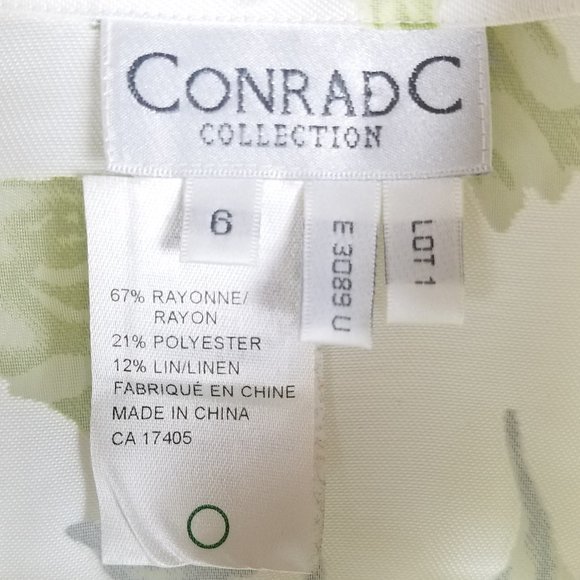 CONRAD C
COLLECTION
6
E 3089 U
LOT 1
67% RAYONNE/
RAYON
21% POLYESTER
12% LIN/LINEN
FABRIQUÉ EN CHINE
MADE IN CHINA
CA 17405